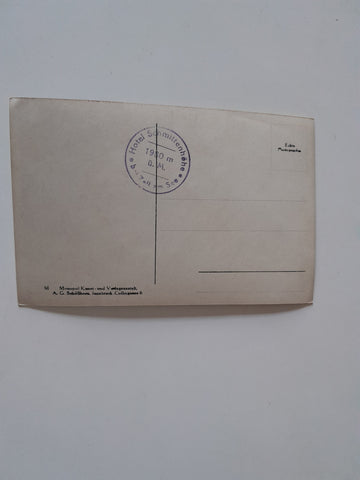 Hotel Schmittenhöhe
1950 m
ü. M.
Zell am See
Echte
Photographie
Monopol Kunst- und Verlagsanstalt,
A. G. Schöllhorn, Innsbruck,